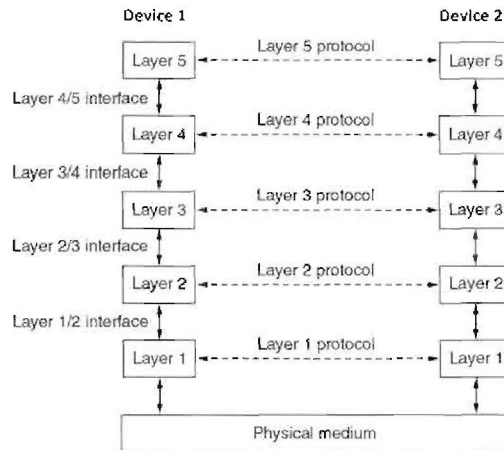 Device 1
Device 2
Layer 5 protocol
Layer 5
Layer 5
Layer 4/5 interface
Layer 4 protocol
Layer 4
Layer 4
Layer 3/4 interface
Layer 3 protocol
Layer 3
Layer 3
Layer 2/3 interface
Layer 2 protocol
Layer 2
Layer 2
Layer 1/2 interface
Layer 1 protocol
Layer 1
Layer 1
Physical medium